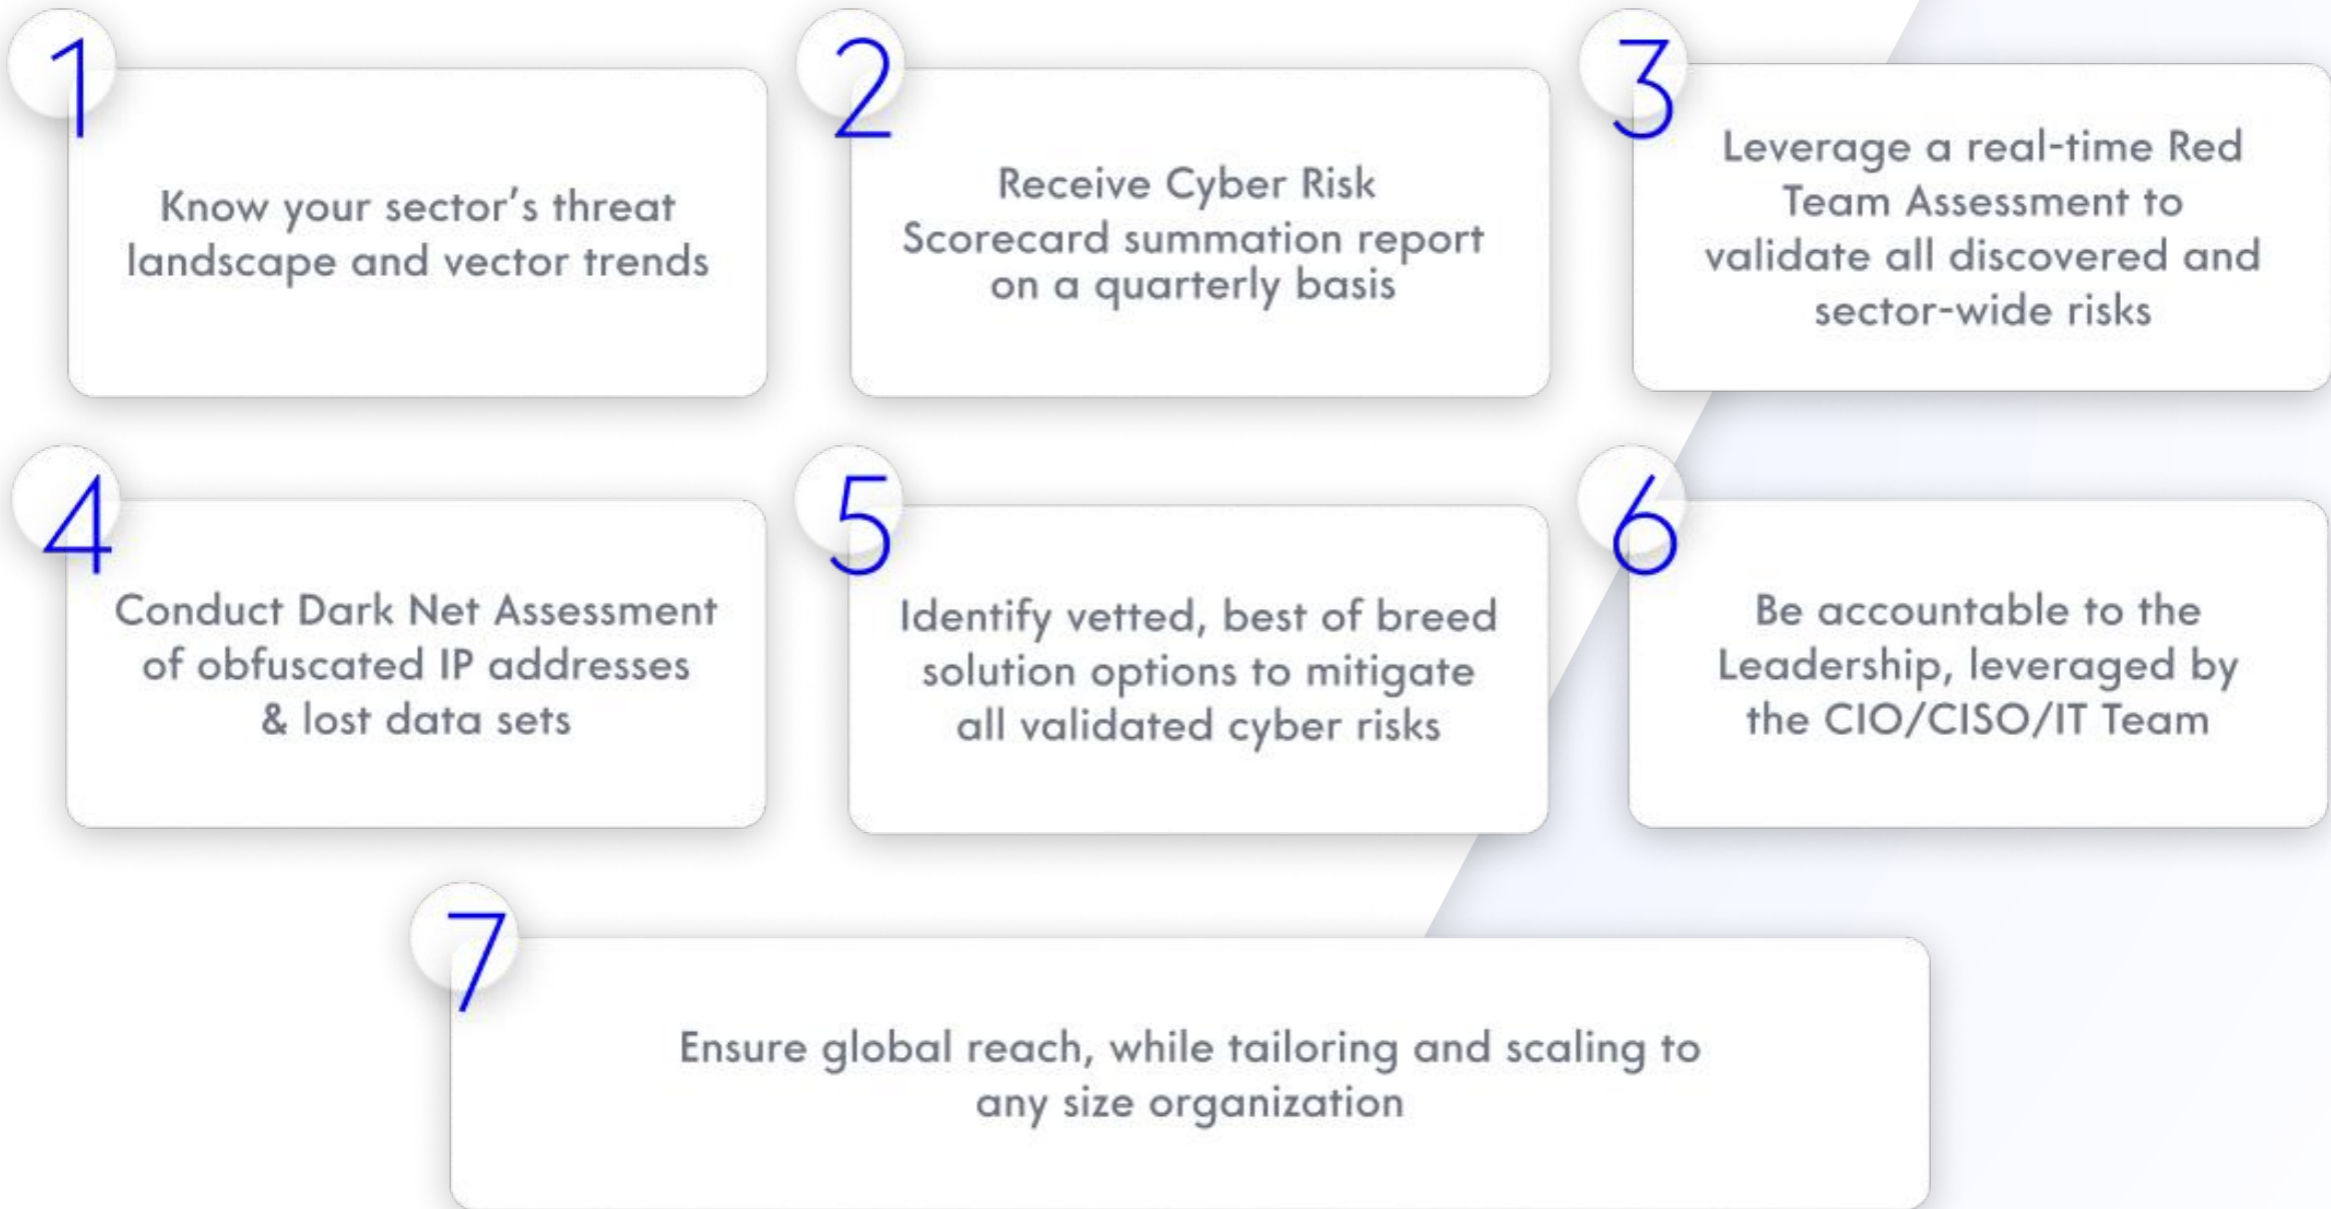 1
Know your sector’s threat
landscape and vector trends
2
Receive Cyber Risk
Scorecard summation report
on a quarterly basis
3
Leverage a real-time Red
Team Assessment to
validate all discovered and
sector-wide risks
4
Conduct Dark Net Assessment
of obfuscated IP addresses
& lost data sets
5
Identify vetted, best of breed
solution options to mitigate
all validated cyber risks
6
Be accountable to the
Leadership, leveraged by
the CIO/CISO/IT Team
7
Ensure global reach, while tailoring and scaling to
any size organization